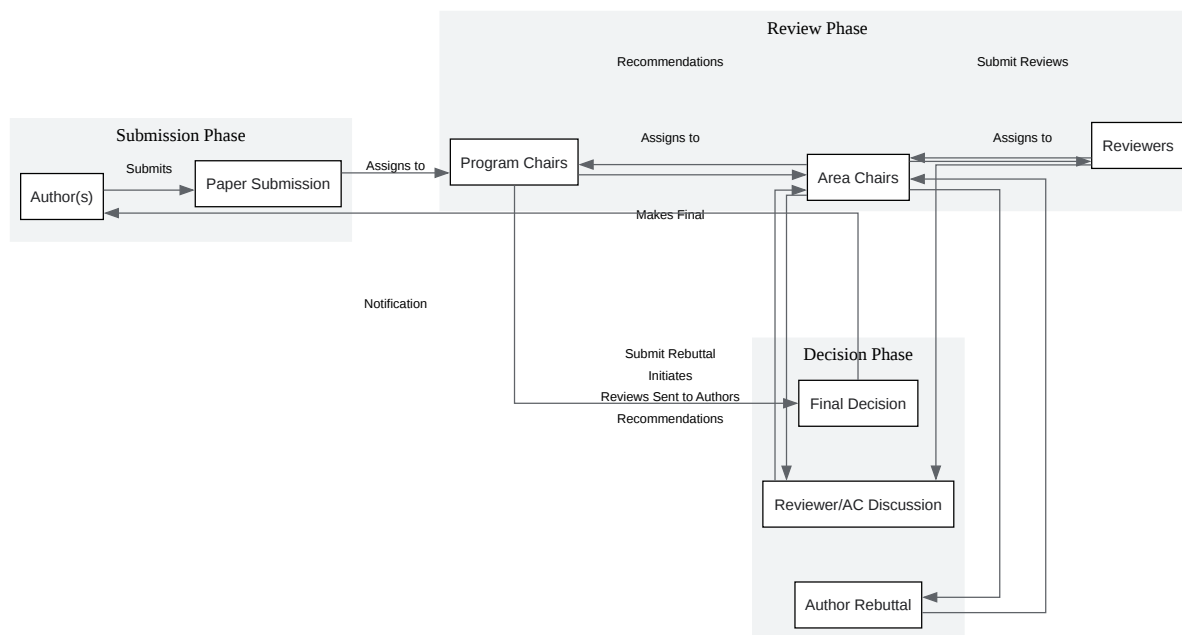 Review Phase
Recommendations
Submit Reviews
Submission Phase
Assigns to
Assigns to
Submits
Assigns to
Program Chairs
Reviewers
Author(s)
Paper Submission
Area Chairs
Makes Final
Notification
Submit Rebuttal
Decision Phase
Initiates
Reviews Sent to Authors
Final Decision
Recommendations
Reviewer/AC Discussion
Author Rebuttal